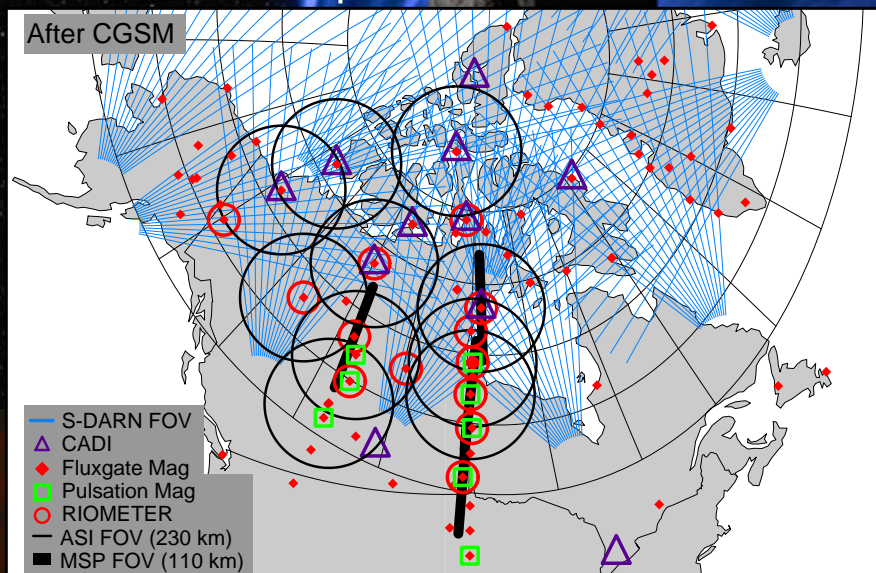 After CGSM
S-DARN FOV
CADI
Fluxgate Mag
Pulsation Mag
RIOMETER
ASI FOV (230 km)
MSP FOV (110 km)